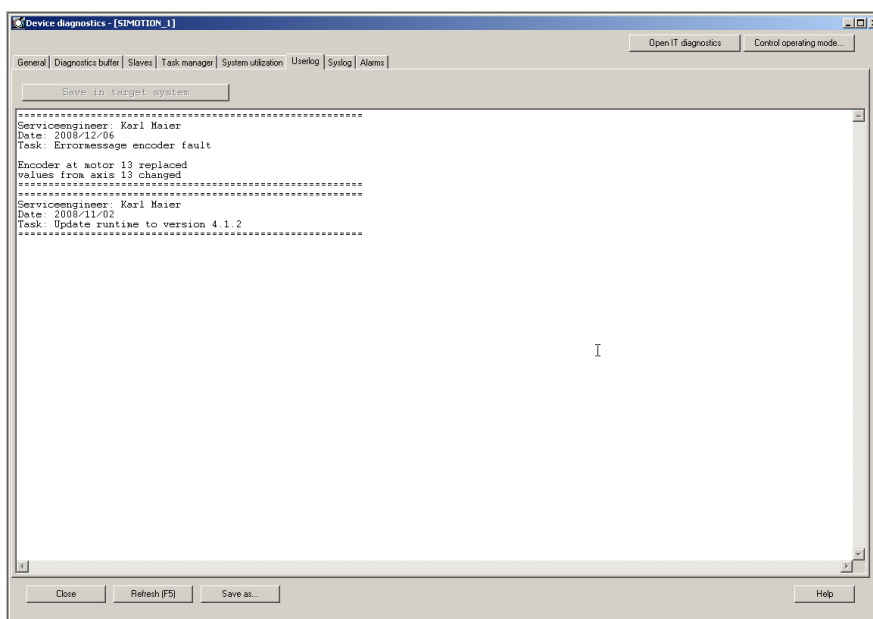 Device diagnostics - [SIMOTION_1]
Open IT diagnostics
Control operating mode...
General
Diagnostics buffer
Slaves
Task manager
System utilization
Userlog
Syslog
Alarms
Save in target system
=========================================================
Serviceengineer: Karl Maier
Date: 2008/12/06
Task: Errormessage encoder fault
Encoder at motor 13 replaced
values from axis 13 changed
=========================================================
=========================================================
Serviceengineer: Karl Maier
Date: 2008/11/02
Task: Update runtime to version 4.1.2
=========================================================
Close
Refresh (F5)
Save as...
Help